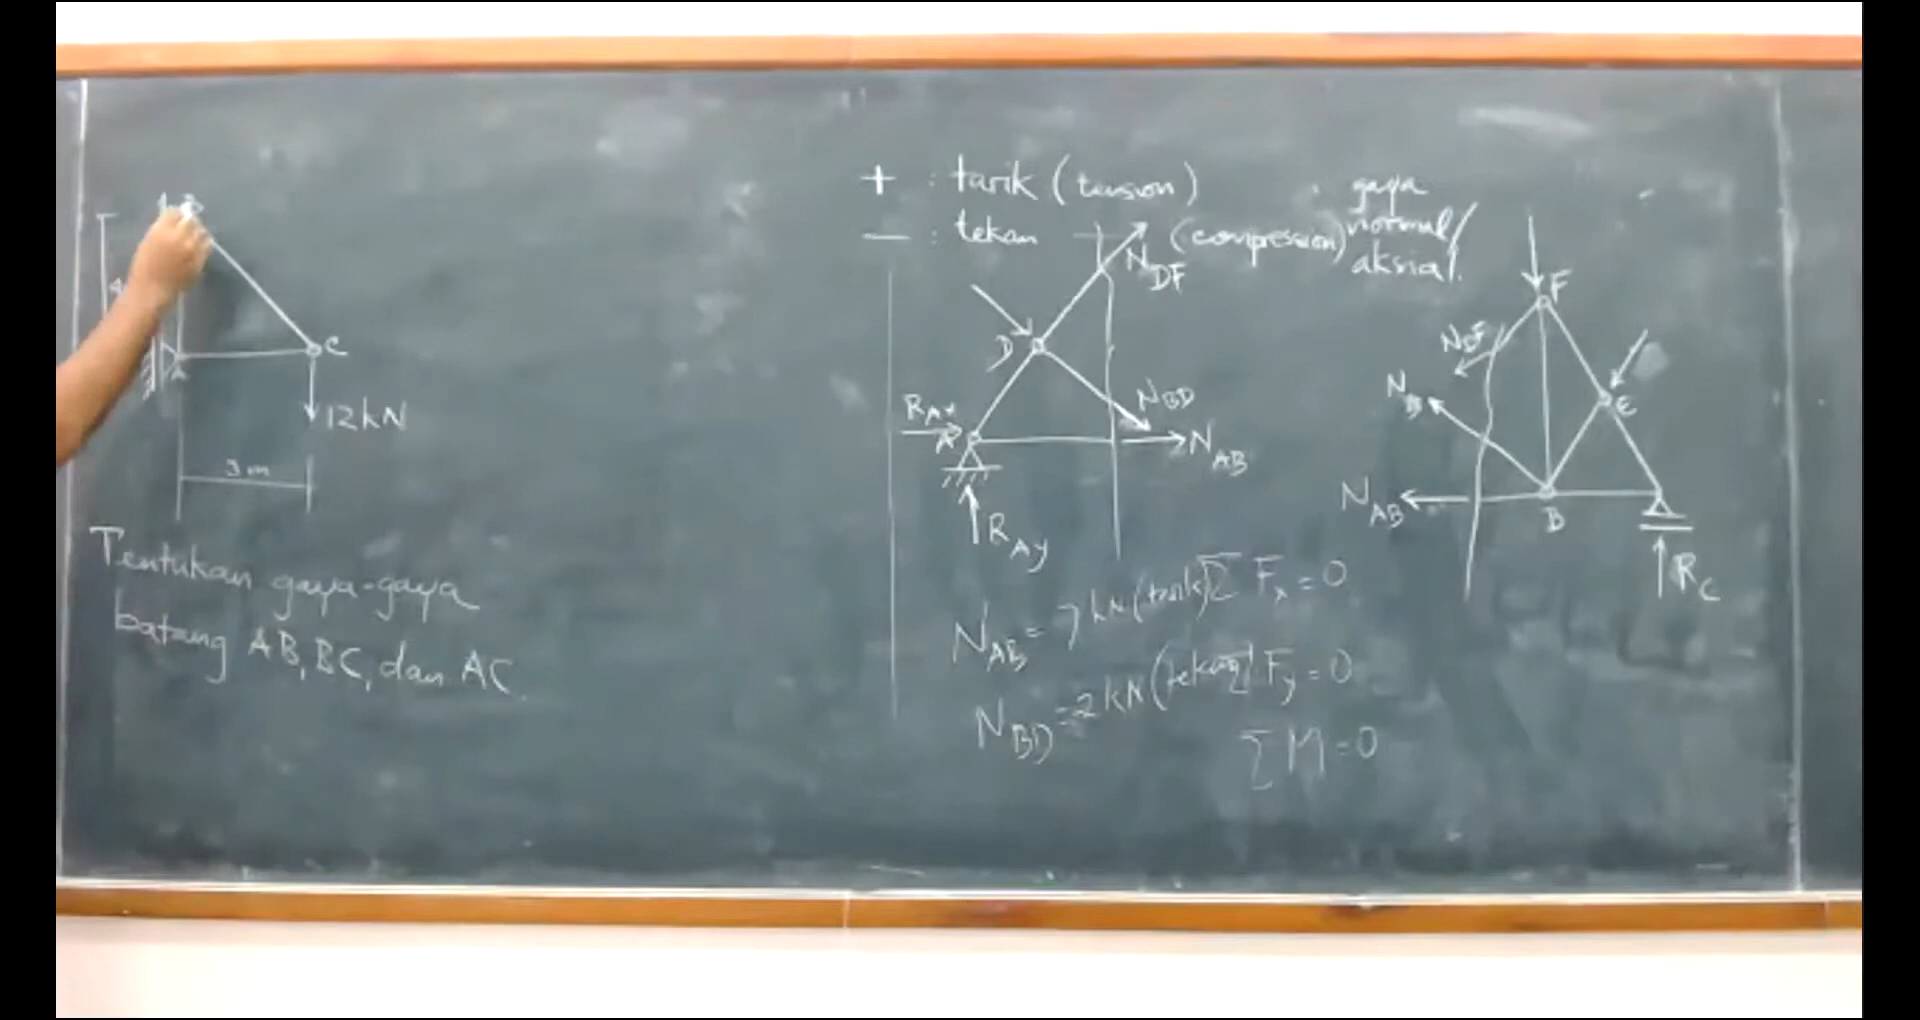 B
4
C
A
12 kN
3 m
Tentukan gaya-gaya
batang AB, BC, dan AC.
+ : tarik (tension)
- : tekan (compression)
gaya
normal/
aksial.
N DF
D
N BD
R Ax
A
N AB
R Ay
N AB = 7 kN (tarik)
N BD = 2 kN (tekan)
Σ Fx = 0
Σ Fy = 0
Σ M = 0
F
N DF
N B
E
N AB
B
R C